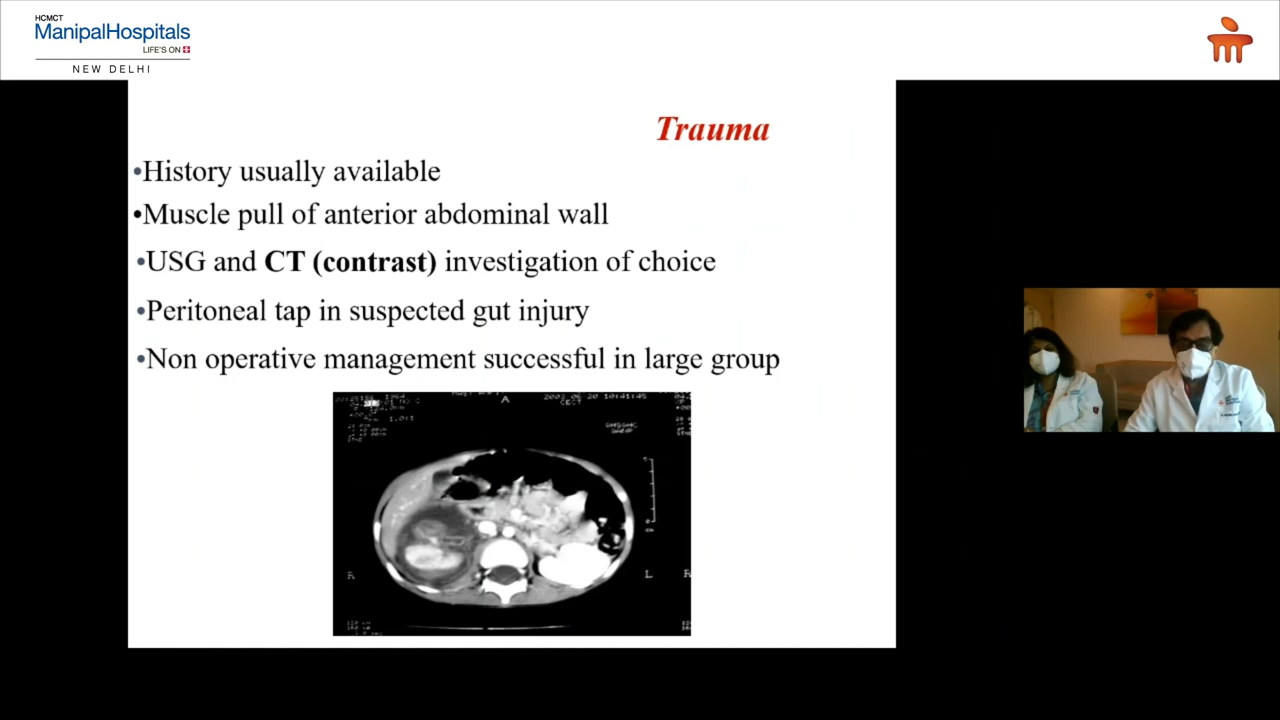 HCMCT
ManipalHospitals
LIFE'S ON
NEW DELHI
Trauma
•History usually available
•Muscle pull of anterior abdominal wall
•USG and CT (contrast) investigation of choice
•Peritoneal tap in suspected gut injury
•Non operative management successful in large group
A
CECT
R
L
R